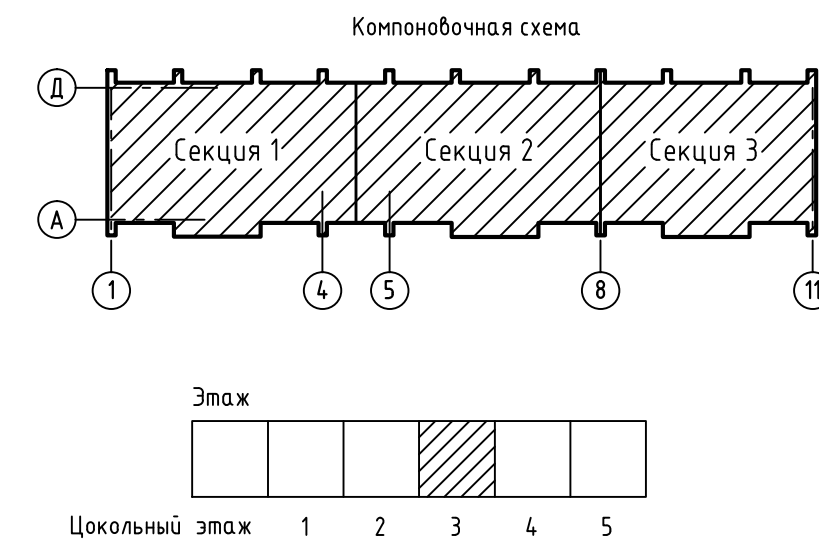 Компоновочная схема
Д
Секция 1 Секция 2 Секция 3
А
1 4 5 8 11
Этаж
Цокольный этаж 1 2 3 4 5